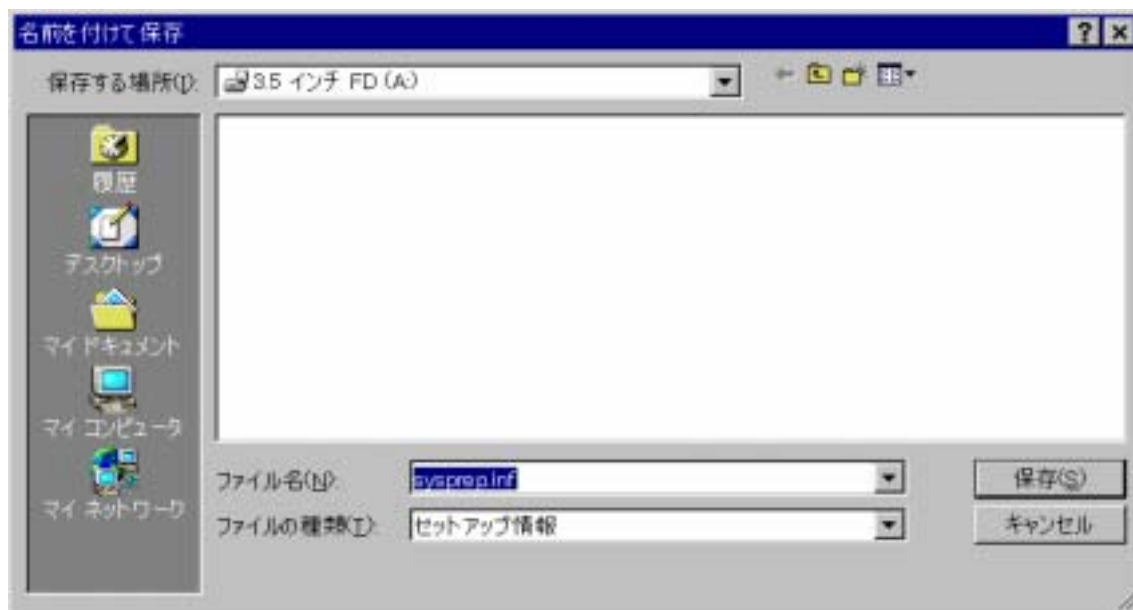 名前を付けて保存
保存する場所(I):
3.5 インチ FD (A:)
履歴
デスクトップ
マイ ドキュメント
マイ コンピュータ
マイ ネットワーク
ファイル名(N):
sysprep.inf
保存(S)
ファイルの種類(T):
セットアップ情報
キャンセル